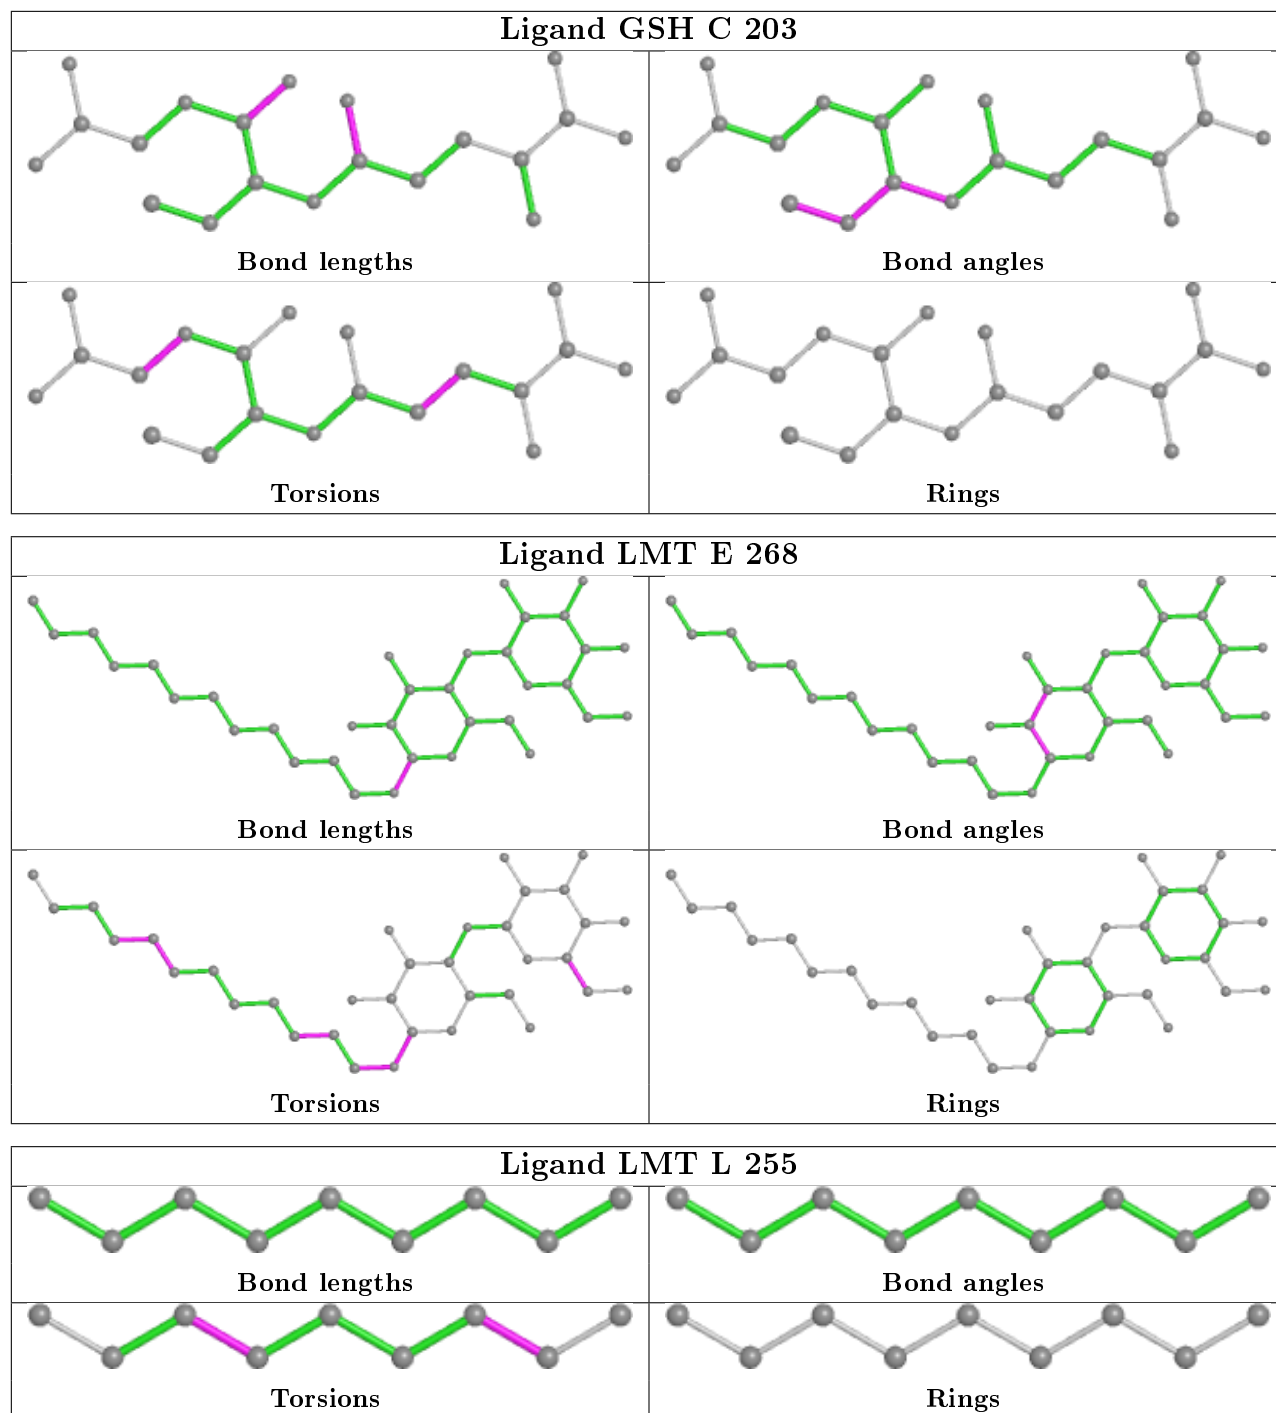 Ligand GSH C 203
Bond lengths
Bond angles
Torsions
Rings
Ligand LMT E 268
Bond lengths
Bond angles
Torsions
Rings
Ligand LMT L 255
Bond lengths
Bond angles
Torsions
Rings